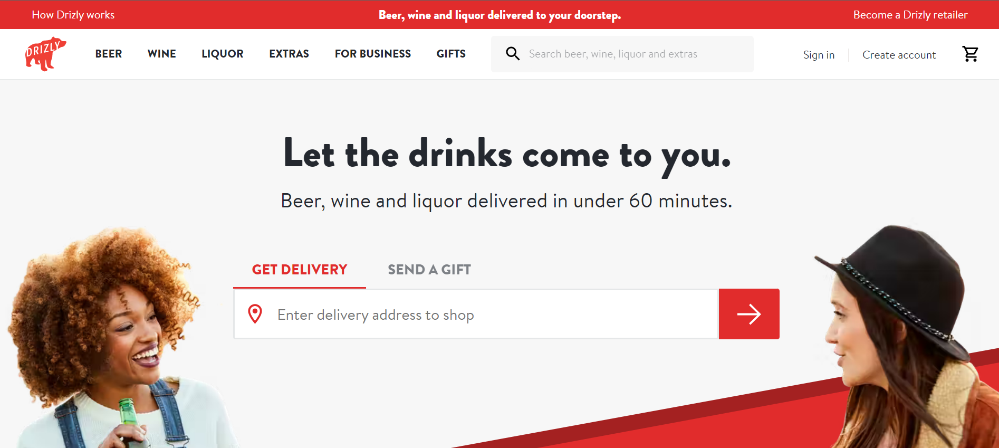 How Drizly works
Beer, wine and liquor delivered to your doorstep.
Become a Drizly retailer
DRIZLY
BEER
WINE
LIQUOR
EXTRAS
FOR BUSINESS
GIFTS
Search beer, wine, liquor and extras
Sign in
Create account
Let the drinks come to you.
Beer, wine and liquor delivered in under 60 minutes.
GET DELIVERY
SEND A GIFT
Enter delivery address to shop